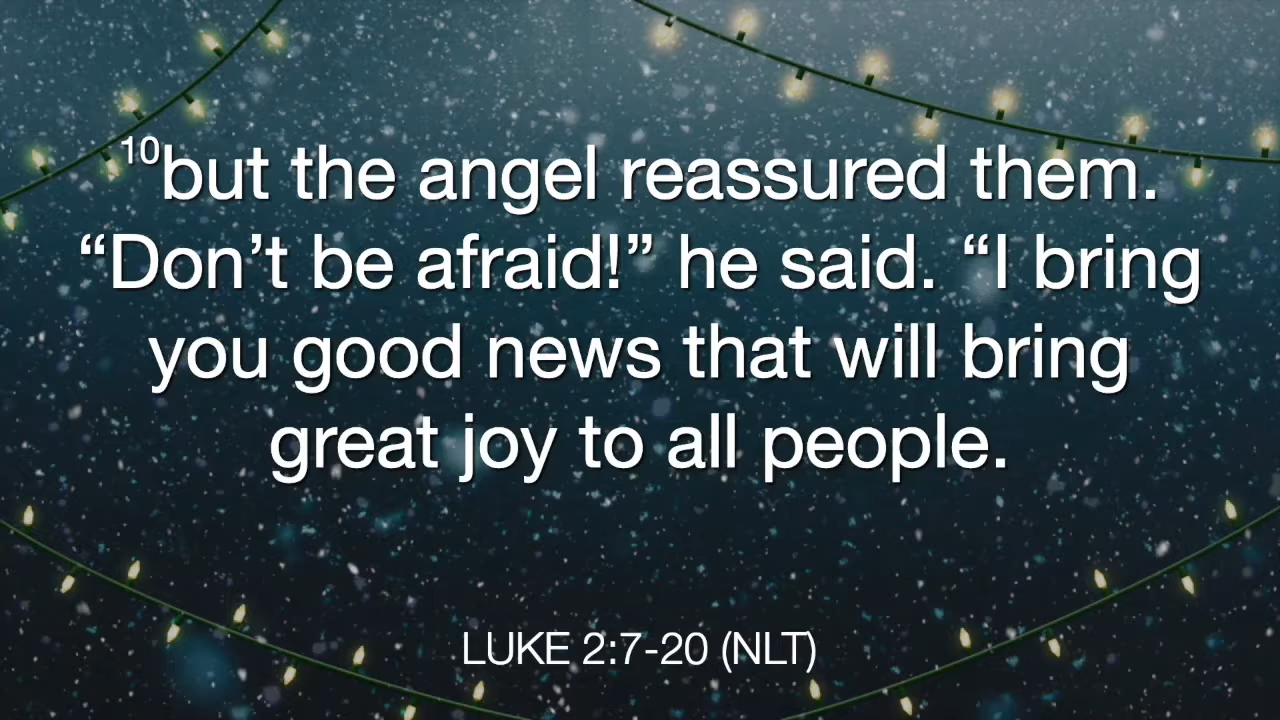 10but the angel reassured them.
“Don’t be afraid!” he said. “I bring
you good news that will bring
great joy to all people.
LUKE 2:7-20 (NLT)